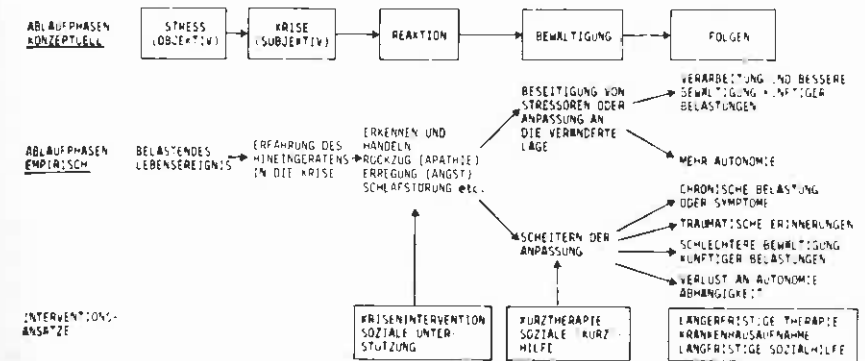 ABLAUFPHASEN
KONZEPTUELL
STRESS
(OBJEKTIV)
KRISE
(SUBJEKTIV)
REAKTION
BEWÄLTIGUNG
FOLGEN
ABLAUFPHASEN
EMPIRISCH
BELASTENDES
LEBENSEREIGNIS
ERFAHRUNG DES
HINEINGERATENS
IN DIE KRISE
ERKENNEN UND
HANDELN
RÜCKZUG (APATHIE)
ERREGUNG (ANGST)
SCHLAFSTÖRUNG etc.
BESEITIGUNG VON
STRESSOREN ODER
ANPASSUNG AN
DIE VERÄNDERTE
LAGE
SCHEITERN DER
ANPASSUNG
VERARBEITUNG UND BESSERE
BEWÄLTIGUNG KÜNFTIGER
BELASTUNGEN
MEHR AUTONOMIE
CHRONISCHE BELASTUNG
ODER SYMPTOME
TRAUMATISCHE ERINNERUNGEN
SCHLECHTERE BEWÄLTIGUNG
KÜNFTIGER BELASTUNGEN
VERLUST AN AUTONOMIE
ABHÄNGIGKEIT
INTERVENTIONS-
ANSÄTZE
KRISENINTERVENTION
SOZIALE UNTER-
STÜTZUNG
KURZTHERAPIE
SOZIALE KURZ
HILFE
LÄNGERFRISTIGE THERAPIE
KRANKENHAUSAUFNAHME
LANGFRISTIGE SOZIALHILFE